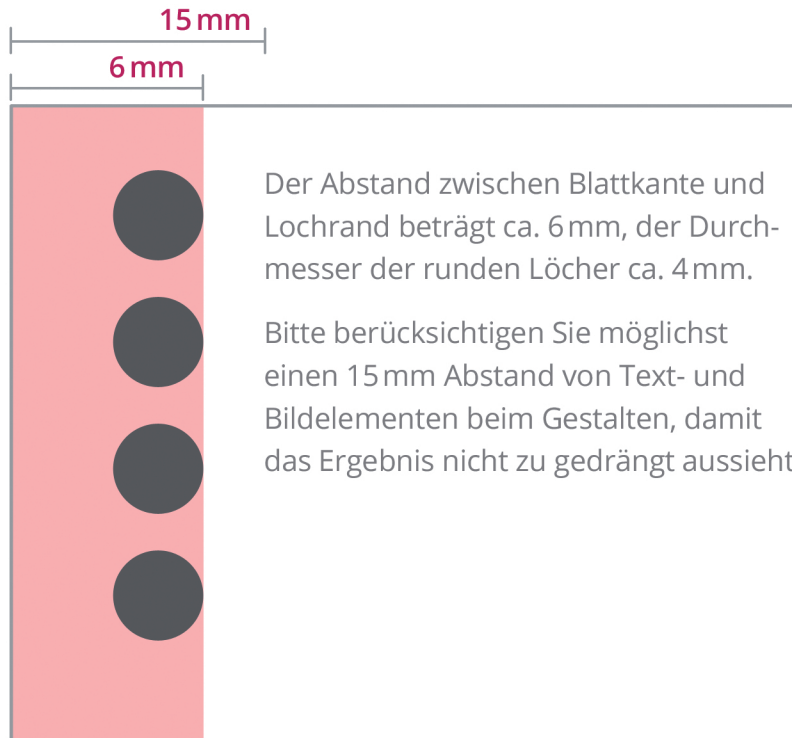 15 mm
6 mm
Der Abstand zwischen Blattkante und
Lochrand beträgt ca. 6 mm, der Durch-
messer der runden Löcher ca. 4 mm.
Bitte berücksichtigen Sie möglichst
einen 15 mm Abstand von Text- und
Bildelementen beim Gestalten, damit
das Ergebnis nicht zu gedrängt aussieht